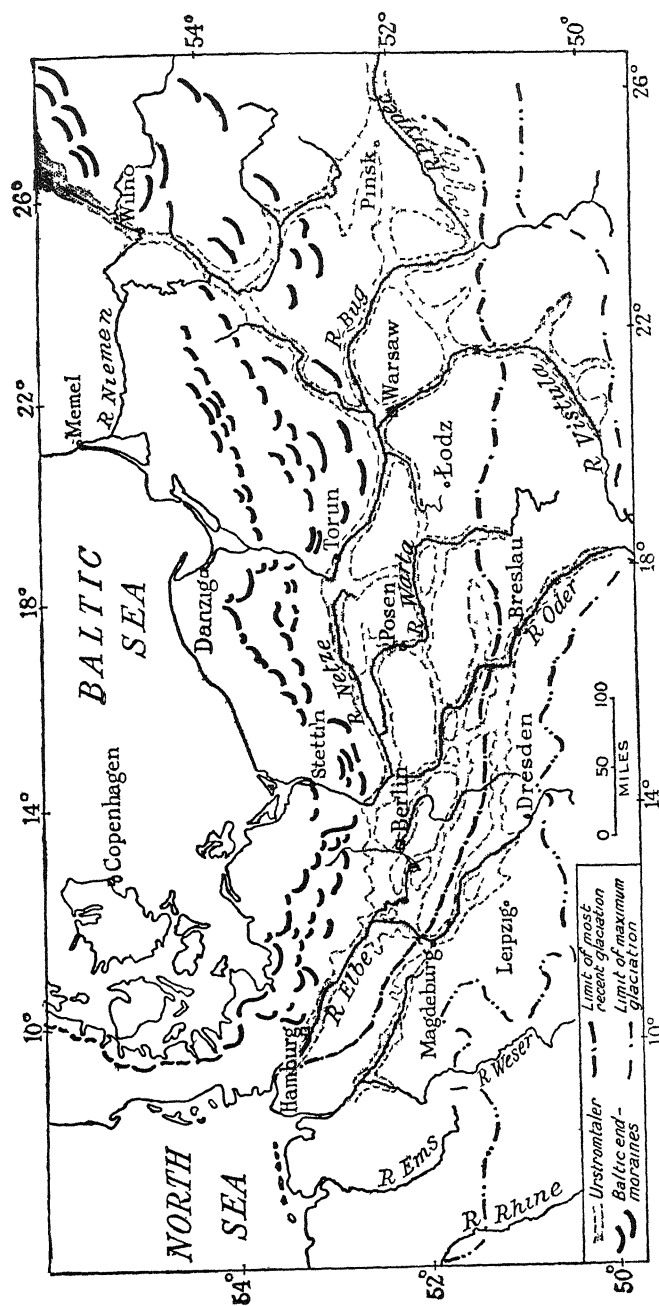 10°
14°
18°
22°
26°
54°
52°
50°
54°
52°
50°
10°
14°
18°
22°
26°
NORTH
SEA
BALTIC
SEA
Copenhagen
Memel
R Niemen
Wilno
Danzig
Hamburg
Stettin
Torun
R Elbe
R Netze
R Bug
Pinsk
R Prypeć
Berlin
Posen
R Warta
Warsaw
Łodz
R Ems
Magdeburg
R Weser
Leipzig
Dresden
Breslau
R Oder
R Vistula
R Rhine
Urstromtaler
Baltic end-
moraines
Limit of most
recent glaciation
Limit of maximum
glaciation
0 50 100
MILES